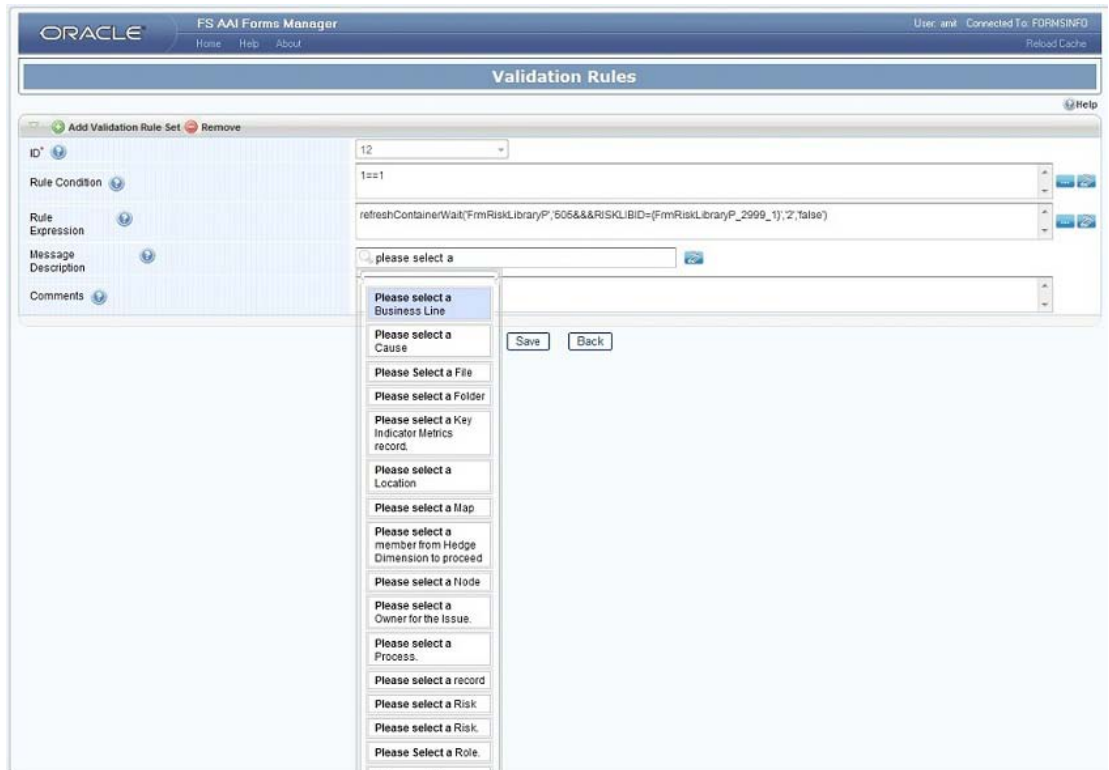 ORACLE
FS AAI Forms Manager
User: amit Connected To: FORMSINFO
Home Help About
Reload Cache
Validation Rules
Help
Add Validation Rule Set Remove
ID*
12
Rule Condition
1==1
Rule
Expression
refreshContainerWait('FrmRiskLibraryP','605&&&RISKLIBID={FrmRiskLibraryP_2999_1}','2','false')
Message
Description
please select a
Comments
Please select a
Business Line
Please select a
Cause
Please Select a File
Please select a Folder
Please select a Key
Indicator Metrics
record.
Please select a
Location
Please select a Map
Please select a
member from Hedge
Dimension to proceed
Please select a Node
Please select a
Owner for the Issue.
Please select a
Process.
Please select a record
Please select a Risk
Please select a Risk.
Please Select a Role.
Save Back